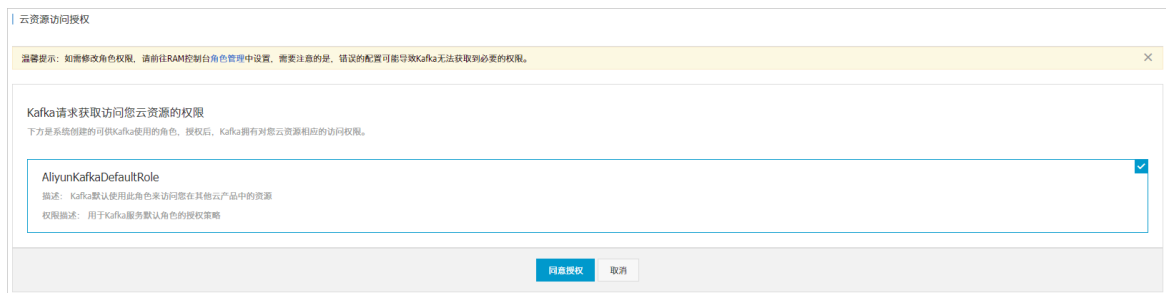 云资源访问授权
温馨提示：如需修改角色权限，请前往RAM控制台角色管理中设置，需要注意的是，错误的配置可能导致Kafka无法获取到必要的权限。
Kafka请求获取访问您云资源的权限
下方是系统创建的可供Kafka使用的角色，授权后，Kafka拥有对您云资源相应的访问权限。
AliyunKafkaDefaultRole
描述： Kafka默认使用此角色来访问您在其他云产品中的资源
权限描述： 用于Kafka服务默认角色的授权策略
同意授权 取消